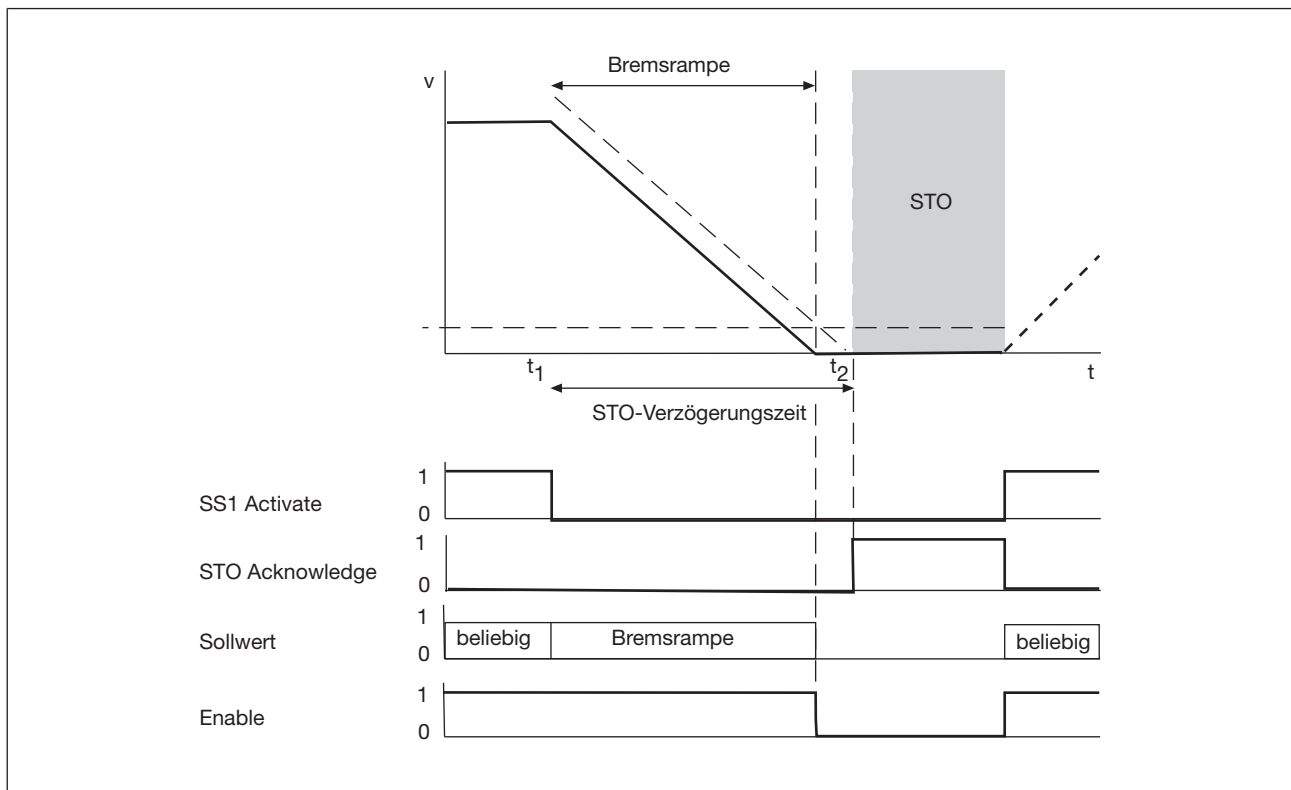 Bremsrampe
v
STO
t1 t2 t
STO-Verzögerungszeit
1
SS1 Activate
0
1
STO Acknowledge
0
1
Sollwert beliebig Bremsrampe beliebig
0
1
Enable
0